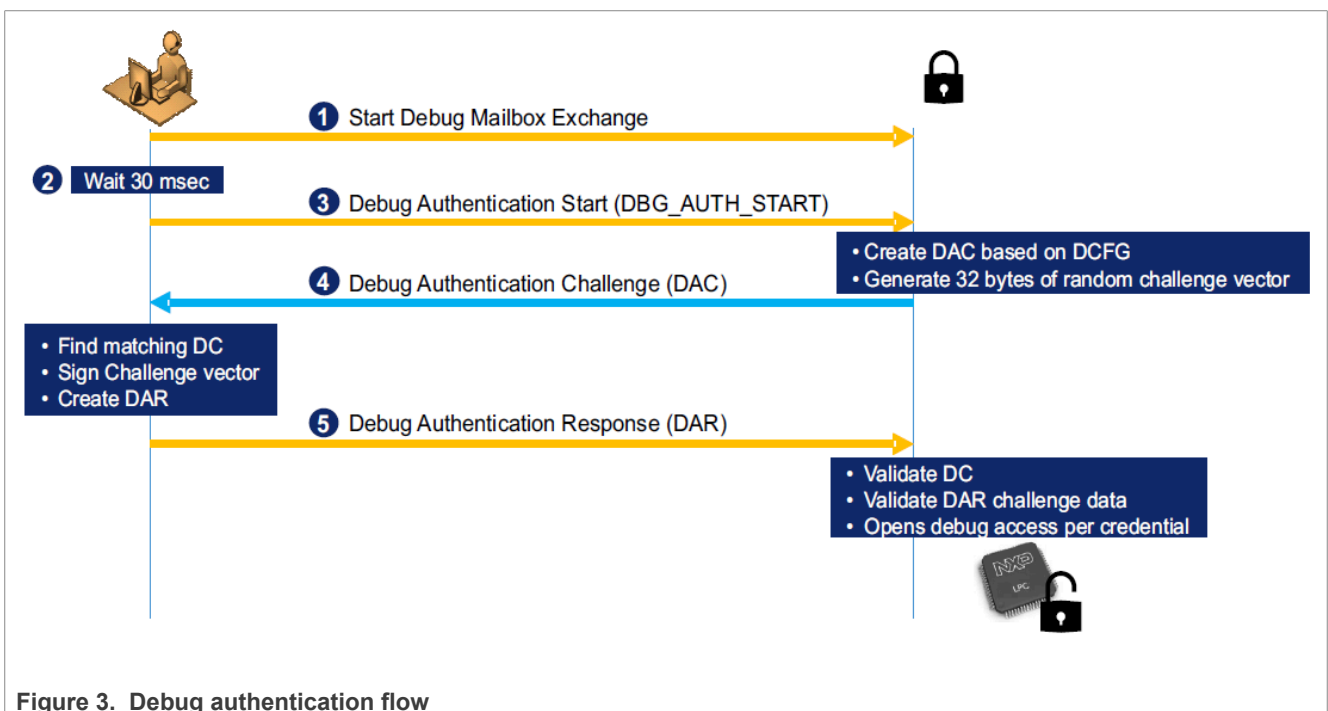 1 Start Debug Mailbox Exchange
2 Wait 30 msec
3 Debug Authentication Start (DBG_AUTH_START)
• Create DAC based on DCFG
• Generate 32 bytes of random challenge vector
4 Debug Authentication Challenge (DAC)
• Find matching DC
• Sign Challenge vector
• Create DAR
5 Debug Authentication Response (DAR)
• Validate DC
• Validate DAR challenge data
• Opens debug access per credential
NXP
LPC
Figure 3. Debug authentication flow